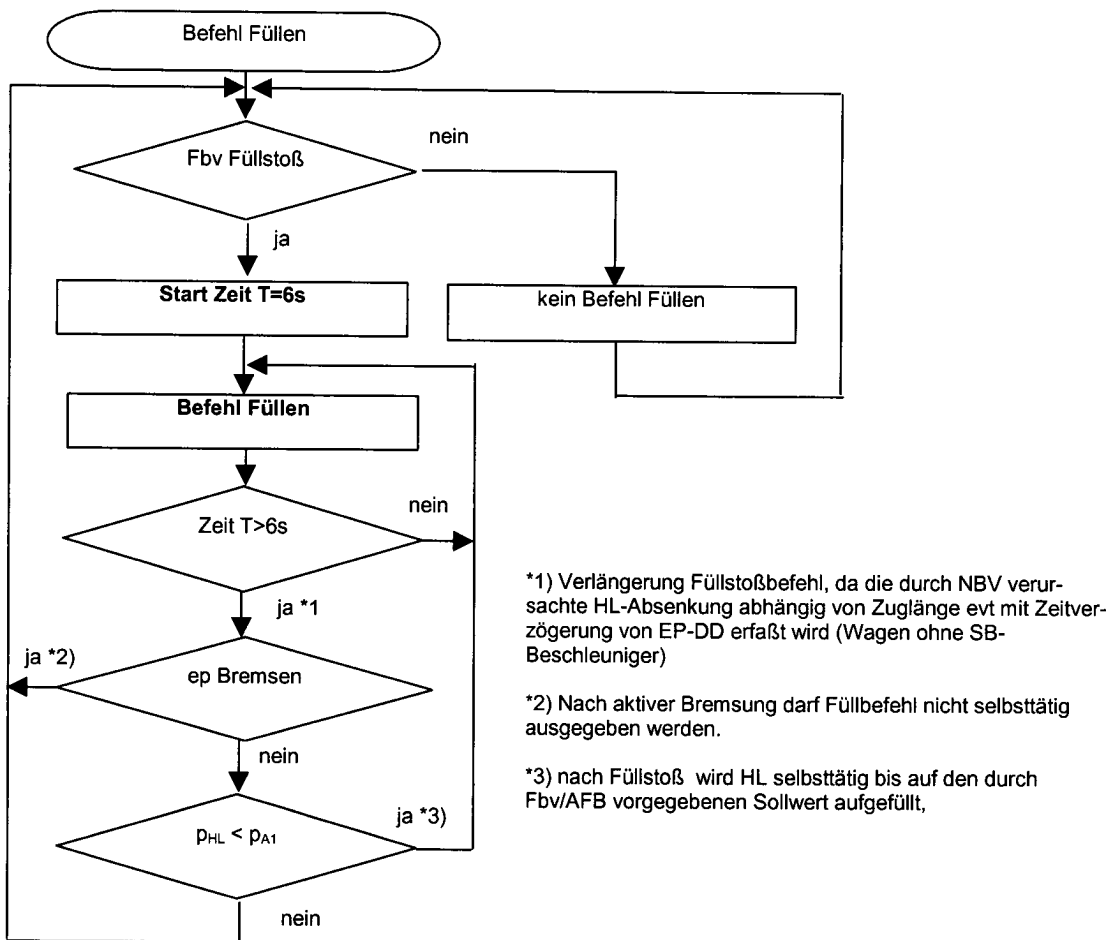 Befehl Füllen
nein
Fbv Füllstoß
ja
Start Zeit T=6s
kein Befehl Füllen
Befehl Füllen
nein
Zeit T>6s
ja *1
ja *2)
ep Bremsen
nein
ja *3)
pHL < pA1
nein
*1) Verlängerung Füllstoßbefehl, da die durch NBV verur-
sachte HL-Absenkung abhängig von Zuglänge evt mit Zeitver-
zögerung von EP-DD erfaßt wird (Wagen ohne SB-
Beschleuniger)
*2) Nach aktiver Bremsung darf Füllbefehl nicht selbsttätig
ausgegeben werden.
*3) nach Füllstoß wird HL selbsttätig bis auf den durch
Fbv/AFB vorgegebenen Sollwert aufgefüllt,